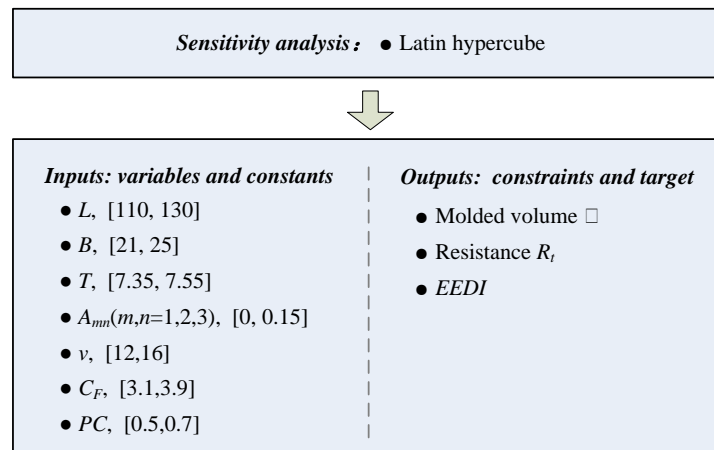 Sensitivity analysis： ● Latin hypercube
Inputs: variables and constants
● L, [110, 130]
● B, [21, 25]
● T, [7.35, 7.55]
● Amn(m,n=1,2,3), [0, 0.15]
● v, [12,16]
● CF, [3.1,3.9]
● PC, [0.5,0.7]
Outputs: constraints and target
● Molded volume □
● Resistance Rt
● EEDI